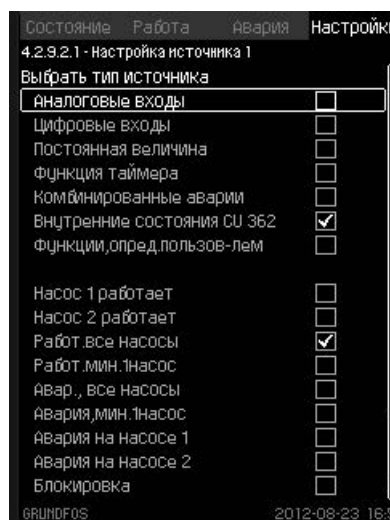 Состояние Работа Авария Настройки
4.2.9.2.1 - Настройка источника 1
Выбрать тип источника
Аналоговые входы
Цифровые входы
Постоянная величина
Функция таймера
Комбинированные аварии
Внутренние состояния CU 362
Функции,опред.пользов-лем
Насос 1 работает
Насос 2 работает
Работ.все насосы
Работ.мин.1насос
Авар., все насосы
Авария,мин.1насос
Авария на насосе 1
Авария на насосе 2
Блокировка
GRUNDFOS 2012-08-23